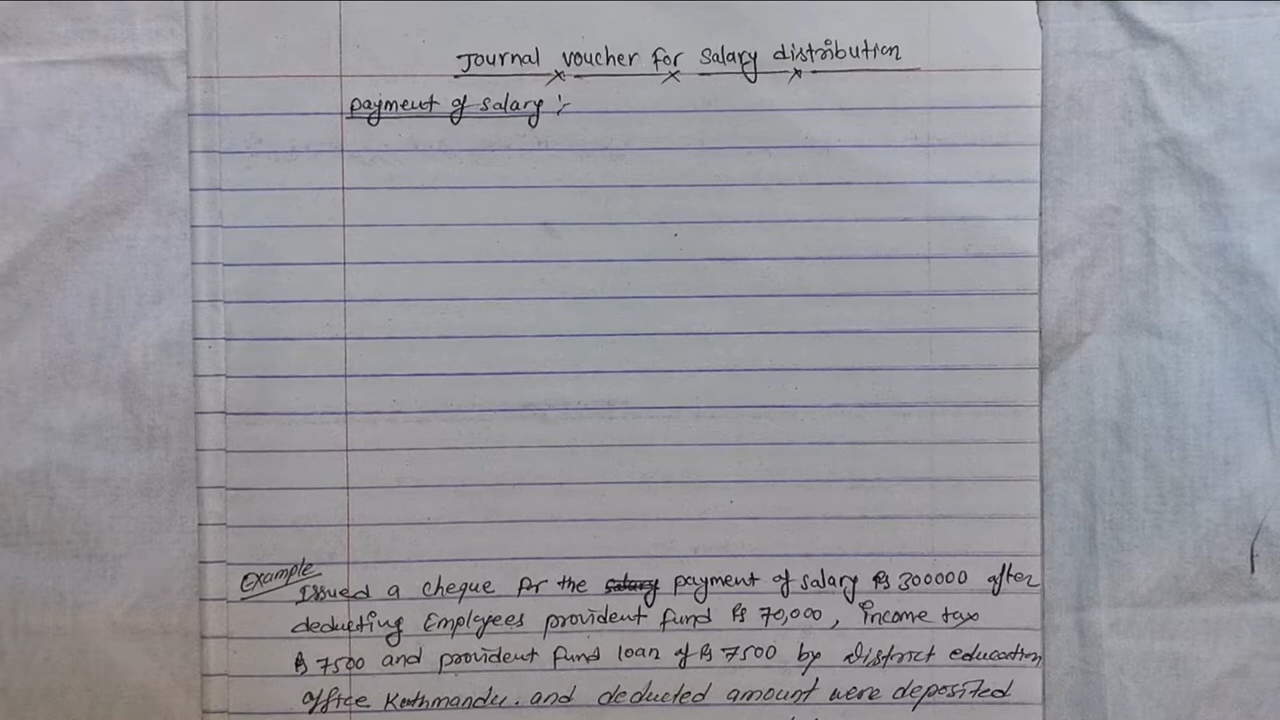 Journal voucher for salary distribution
payment of salary :-
Example
Issued a cheque for the salary payment of salary Rs 300000 after
deducting Employees provident fund Rs 70,000, income tax
Rs 7500 and provident fund loan of Rs 7500 by District education
office Kathmandu. and deducted amount were deposited